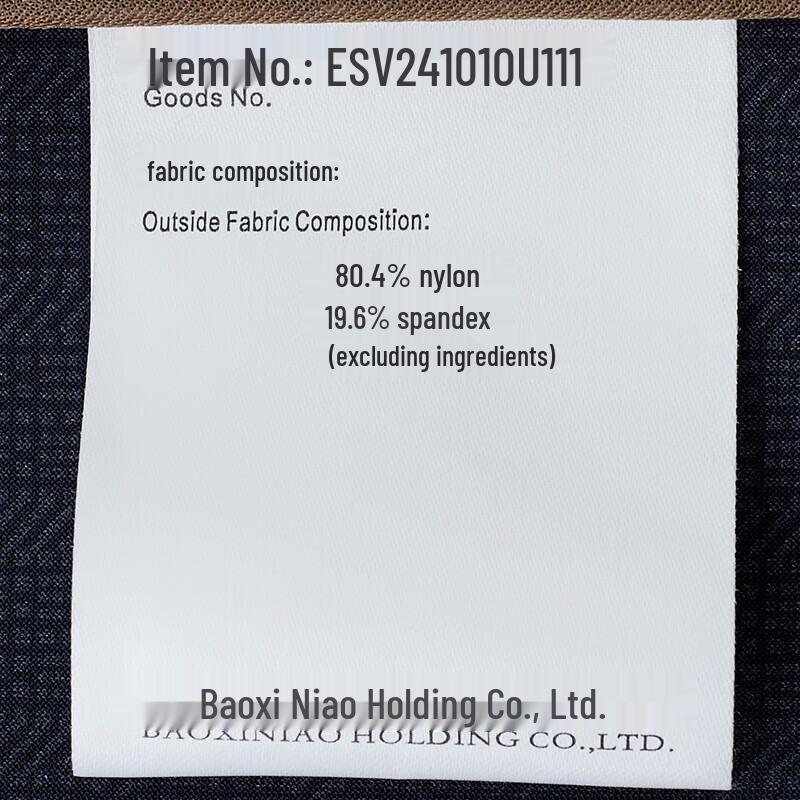 Item No.: ESV241010U111
Goods No.
fabric composition:
Outside Fabric Composition:
80.4% nylon
19.6% spandex
(excluding ingredients)
Baoxi Niao Holding Co., Ltd.
BAOXINIAO HOLDING CO.,LTD.